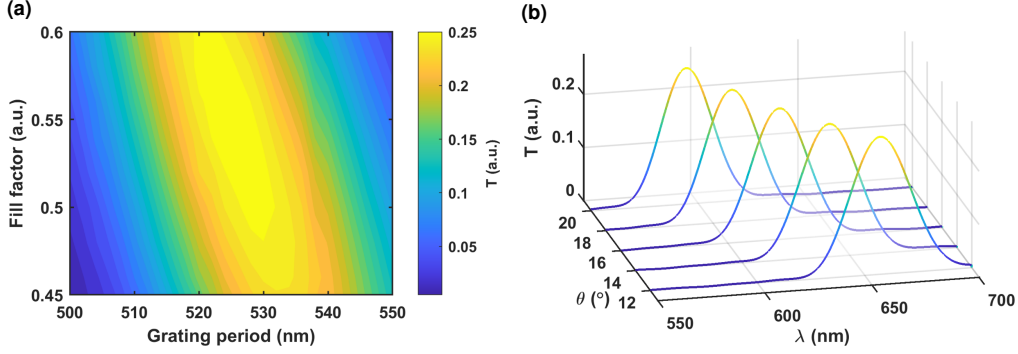 (a)
0.6
0.55
0.5
0.45
Fill factor (a.u.)
500 510 520 530 540 550
Grating period (nm)
0.25
0.2
0.15
0.1
0.05
T (a.u.)
(b)
0.2
0.1
0
T (a.u.)
20
18
16
14
12
θ (°)
550
600
650
700
λ (nm)